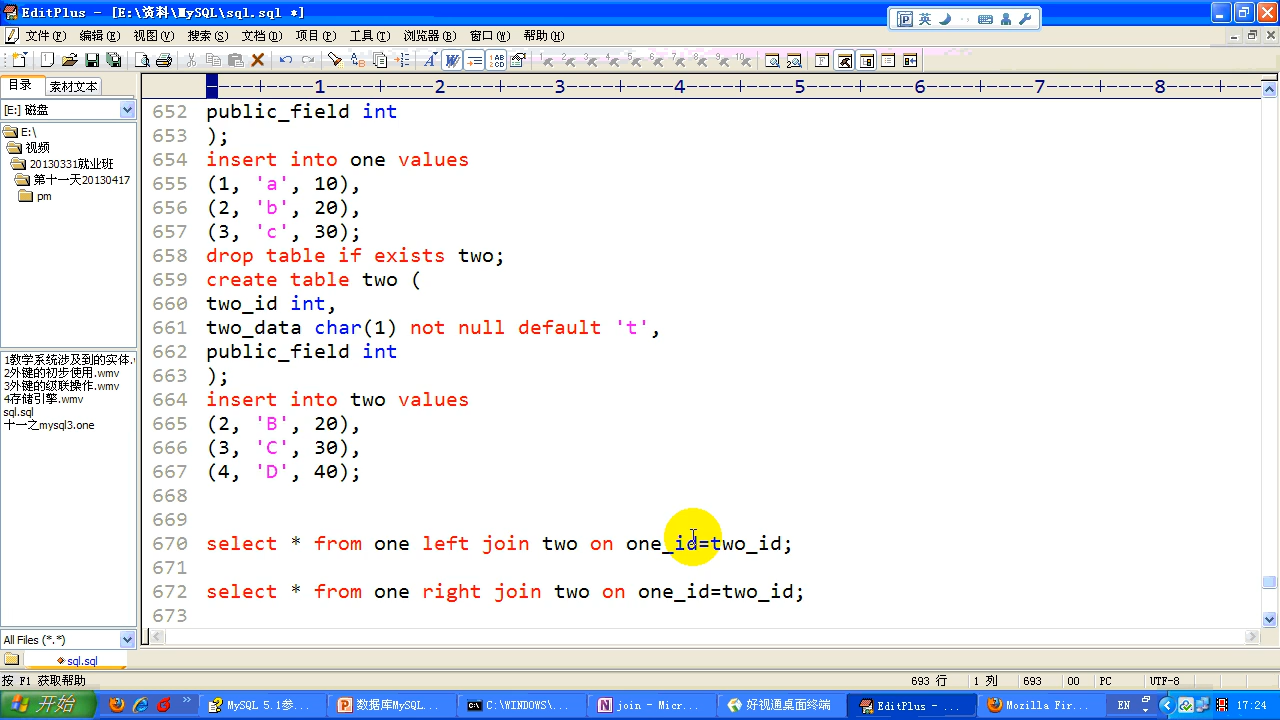 EditPlus - [E:\资料\MySQL\sql.sql *]
英
文件(F) 编辑(E) 视图(V) 搜索(S) 文档(D) 项目(P) 工具(T) 浏览器(B) 窗口(W) 帮助(H)
目录 素材文本
[E:] 磁盘
E:\
视频
20130331就业班
第十一天20130417
pm
1教学系统涉及到的实体.
2外键的初步使用.wmv
3外键的级联操作.wmv
4存储引擎.wmv
sql.sql
十一之mysql3.one
All Files (*.*)
----+----1----+----2----+----3----+----4----+----5----+----6----+----7----+----8----+--
652 public_field int
653 );
654 insert into one values
655 (1, 'a', 10),
656 (2, 'b', 20),
657 (3, 'c', 30);
658 drop table if exists two;
659 create table two (
660 two_id int,
661 two_data char(1) not null default 't',
662 public_field int
663 );
664 insert into two values
665 (2, 'B', 20),
666 (3, 'C', 30),
667 (4, 'D', 40);
668
669
670 select * from one left join two on one_id=two_id;
671
672 select * from one right join two on one_id=two_id;
673
sql.sql
按 F1 获取帮助 693 行 1 列 693 00 PC UTF-8
开始 MySQL 5.1参... 数据库MySQL... C:\WINDOWS\... join - Micr... 好视通桌面终端 EditPlus - ... Mozilla Fir... EN 17:24